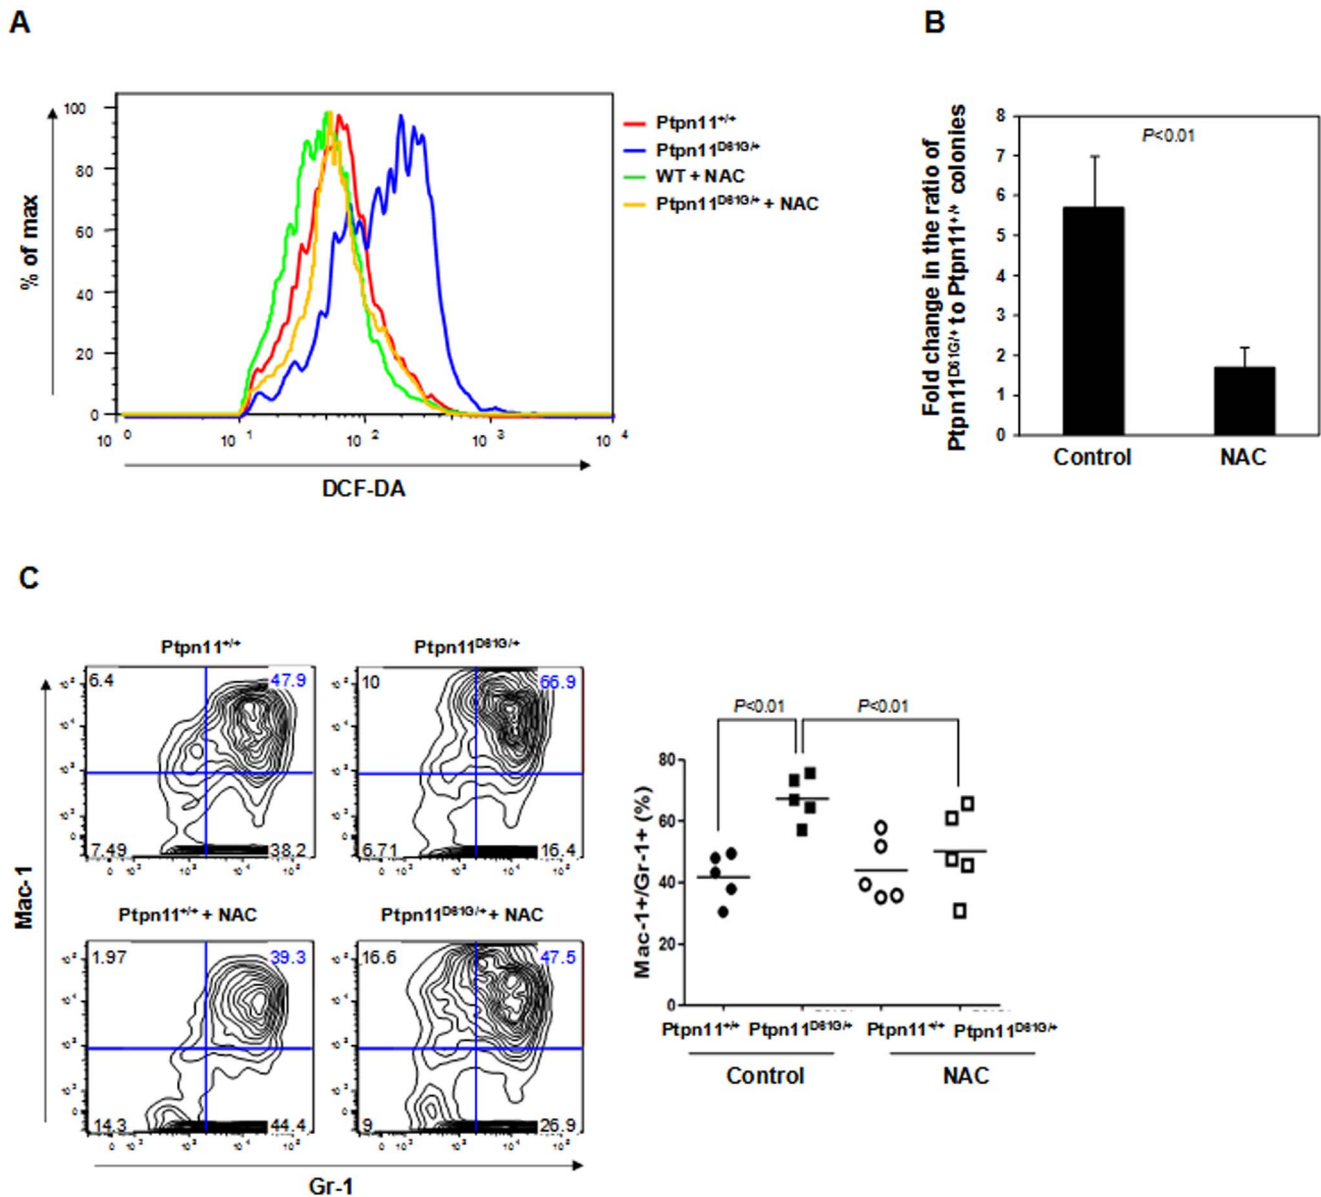 A
B
100
80
60
40
20
0
% of max
10 0
10 1
10 2
10 3
10 4
DCF-DA
Ptpn11+/+
Ptpn11D61G/+
WT + NAC
Ptpn11D61G/+ + NAC
Fold change in the ratio of
Ptpn11D61G/+ to Ptpn11+/+ colonies
8
7
6
5
4
3
2
1
0
P<0.01
Control
NAC
C
Ptpn11+/+
Ptpn11D61G/+
6.4
47.9
7.49
38.2
10
66.9
6.71
16.4
Ptpn11+/+ + NAC
Ptpn11D61G/+ + NAC
1.97
39.3
14.3
44.4
16.6
47.5
9
26.9
Mac-1
Gr-1
P<0.01
P<0.01
Mac-1+/Gr-1+ (%)
80
60
40
20
0
Ptpn11+/+
Ptpn11D61G/+
Ptpn11+/+
Ptpn11D61G/+
Control
NAC